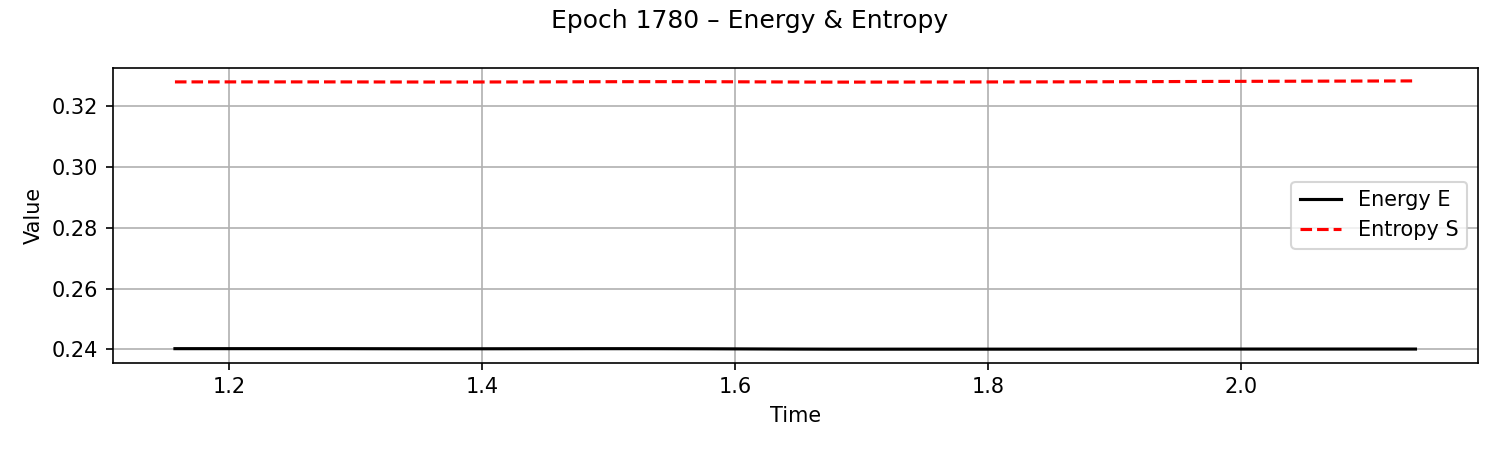 Epoch 1780 – Energy & Entropy
Value
0.32
0.30
0.28
0.26
0.24
Energy E
Entropy S
1.2 1.4 1.6 1.8 2.0
Time